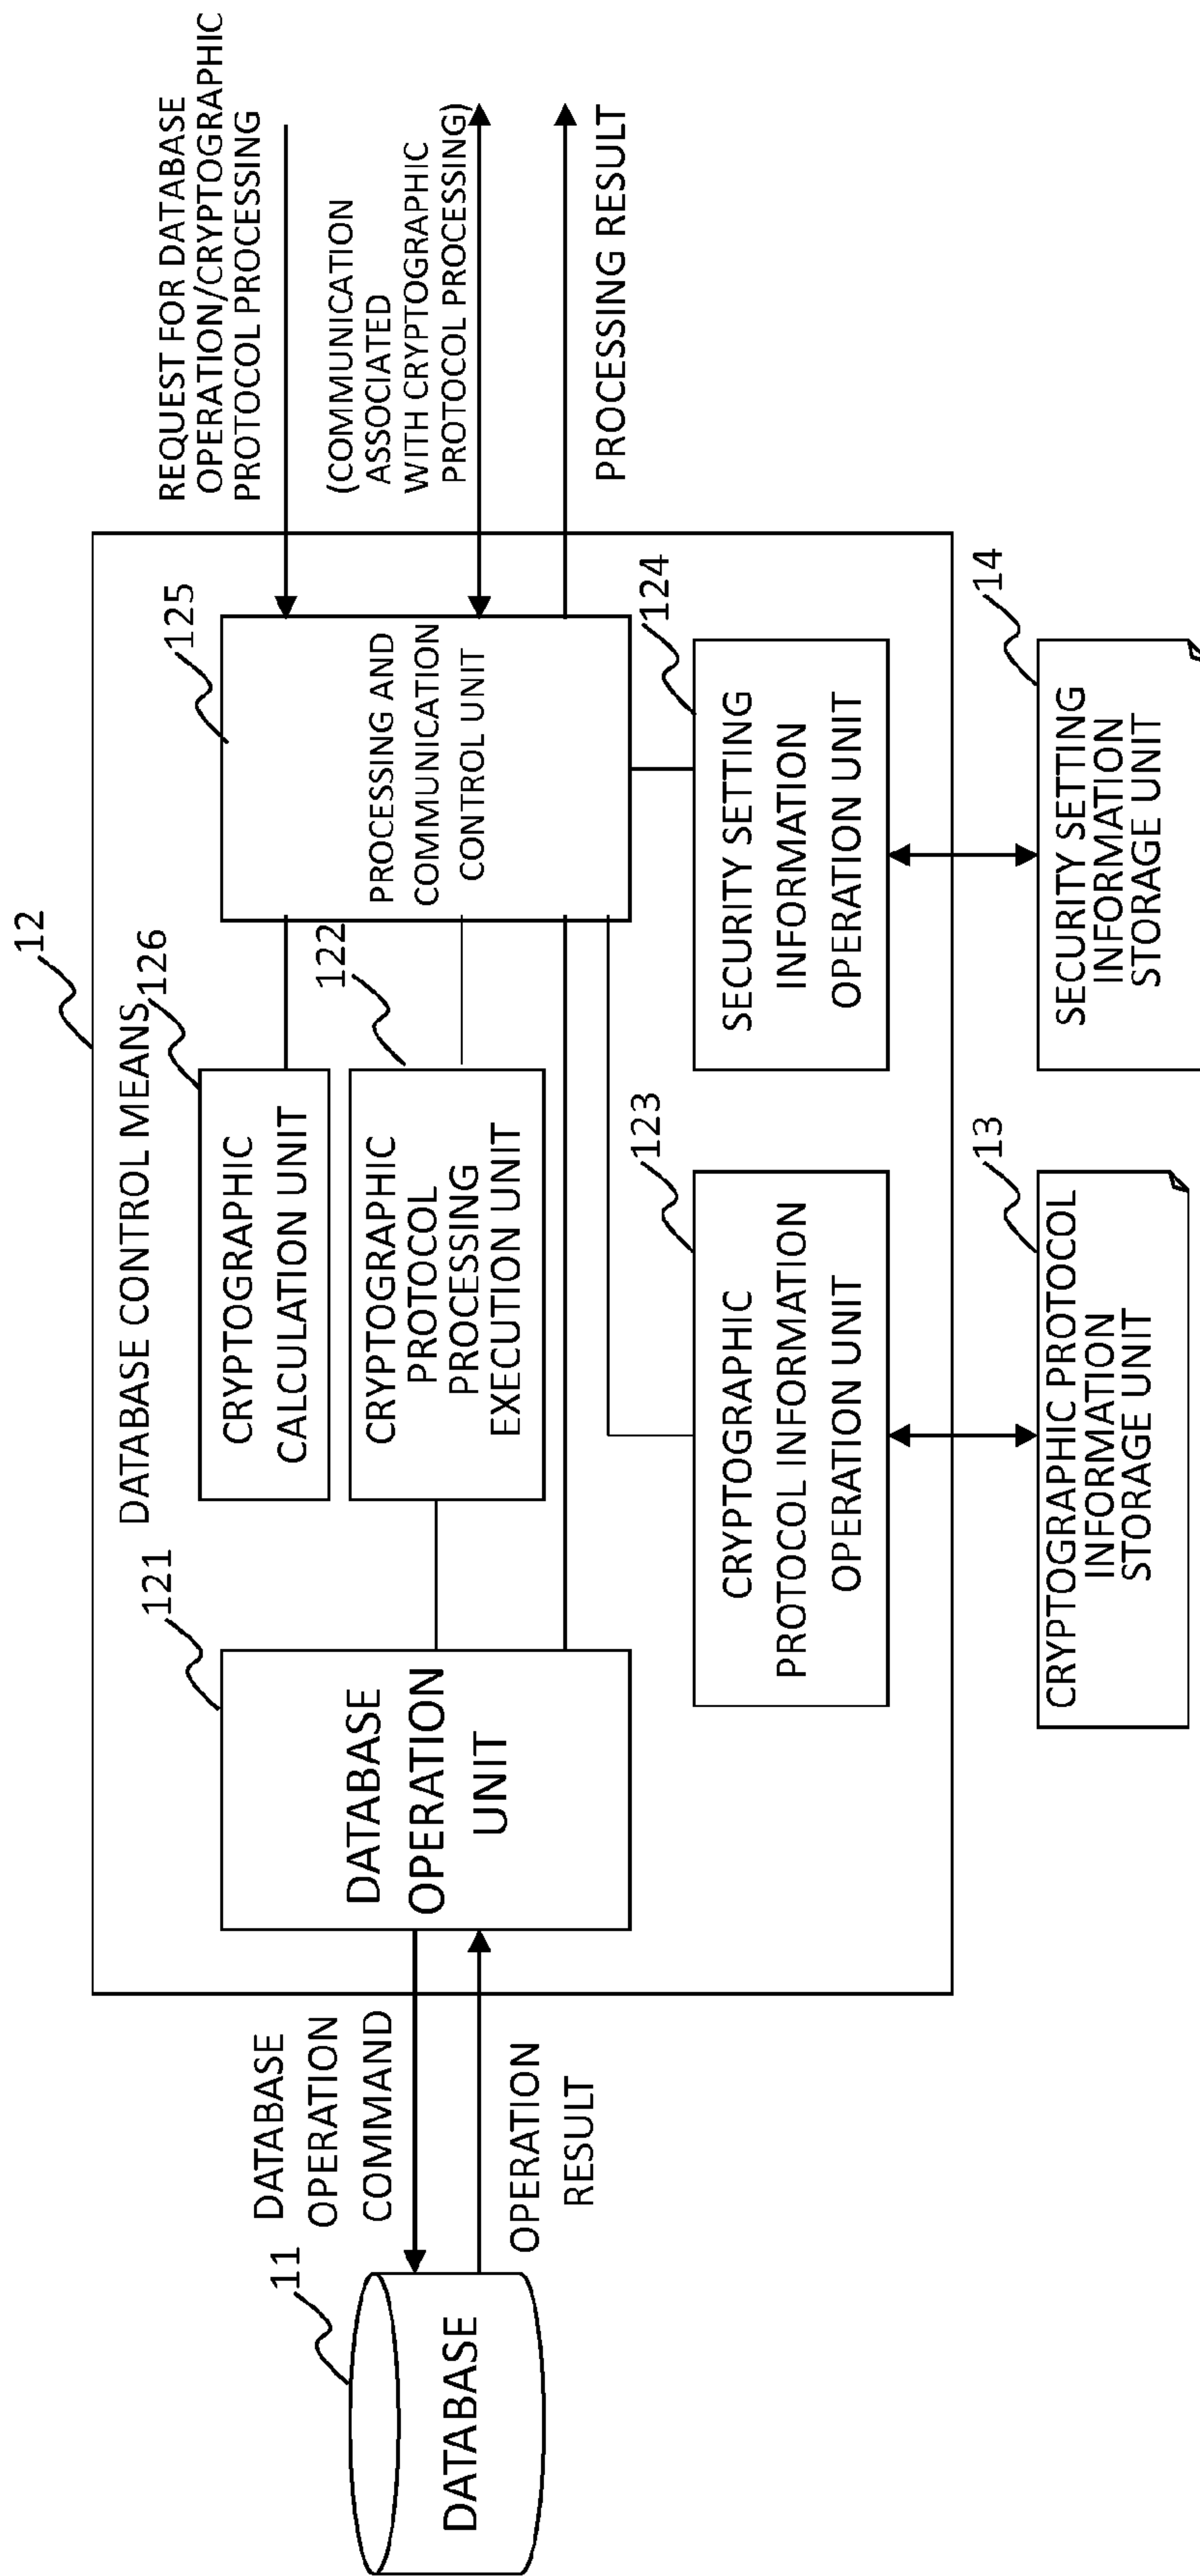 12
DATABASE CONTROL MEANS
11
DATABASE
DATABASE
OPERATION
COMMAND
OPERATION
RESULT
121
DATABASE
OPERATION
UNIT
126
CRYPTOGRAPHIC
CALCULATION UNIT
122
CRYPTOGRAPHIC
PROTOCOL
PROCESSING
EXECUTION UNIT
125
PROCESSING AND
COMMUNICATION
CONTROL UNIT
REQUEST FOR DATABASE
OPERATION/CRYPTOGRAPHIC
PROTOCOL PROCESSING
(COMMUNICATION
ASSOCIATED
WITH CRYPTOGRAPHIC
PROTOCOL PROCESSING)
PROCESSING RESULT
123
CRYPTOGRAPHIC
PROTOCOL INFORMATION
OPERATION UNIT
124
SECURITY SETTING
INFORMATION
OPERATION UNIT
13
CRYPTOGRAPHIC PROTOCOL
INFORMATION
STORAGE UNIT
14
SECURITY SETTING
INFORMATION
STORAGE UNIT